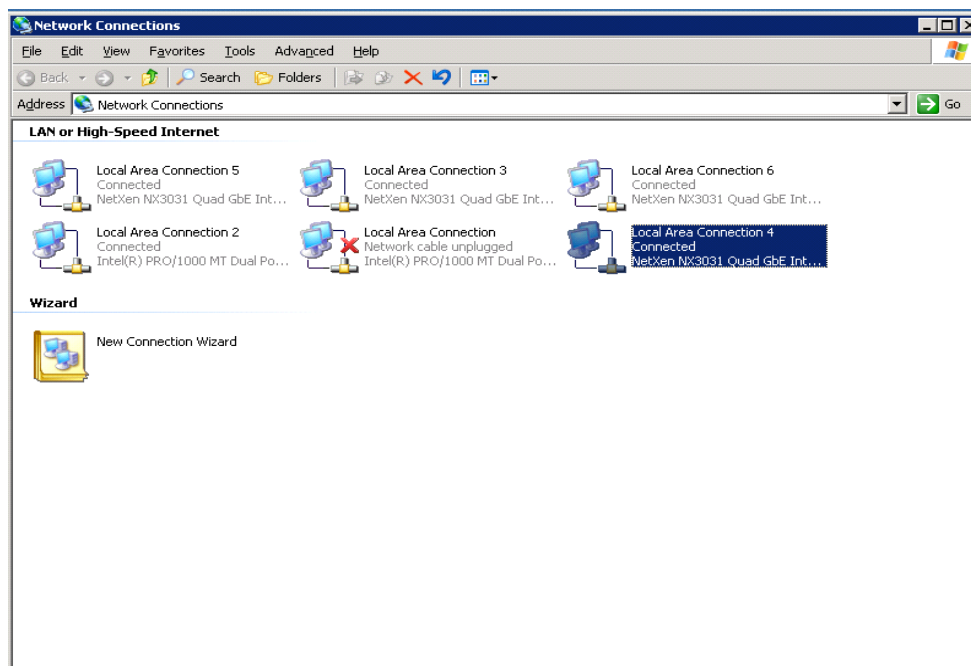 Network Connections
File Edit View Favorites Tools Advanced Help
Back Search Folders
Address Network Connections Go
LAN or High-Speed Internet
Local Area Connection 5
Connected
NetXen NX3031 Quad GbE Int...
Local Area Connection 3
Connected
NetXen NX3031 Quad GbE Int...
Local Area Connection 6
Connected
NetXen NX3031 Quad GbE Int...
Local Area Connection 2
Connected
Intel(R) PRO/1000 MT Dual Po...
Local Area Connection
Network cable unplugged
Intel(R) PRO/1000 MT Dual Po...
Local Area Connection 4
Connected
NetXen NX3031 Quad GbE Int...
Wizard
New Connection Wizard